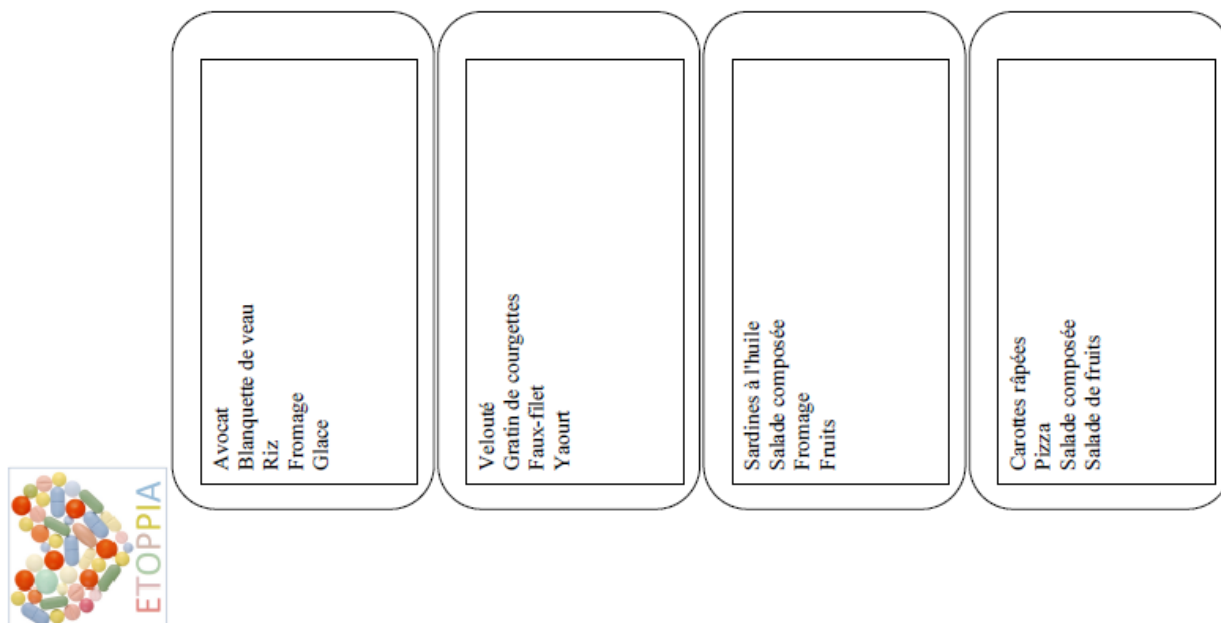 Avocat
Blanquette de veau
Riz
Fromage
Glace
Velouté
Gratin de courgettes
Faux-filet
Yaourt
Sardines à l'huile
Salade composée
Fromage
Fruits
Carottes râpées
Pizza
Salade composée
Salade de fruits
ETOPPIA